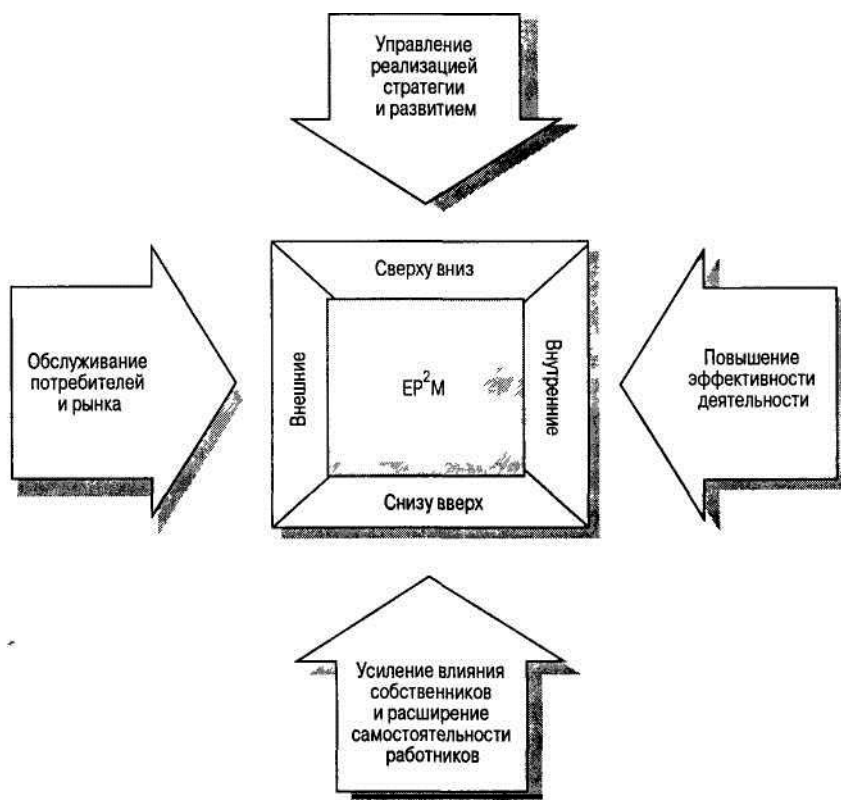 Управление
реализацией
стратегии
и развитием
Сверху вниз
Обслуживание
потребителей
и рынка
Внешние
EP²M
Внутренние
Повышение
эффективности
деятельности
Снизу вверх
Усиление влияния
собственников
и расширение
самостоятельности
работников